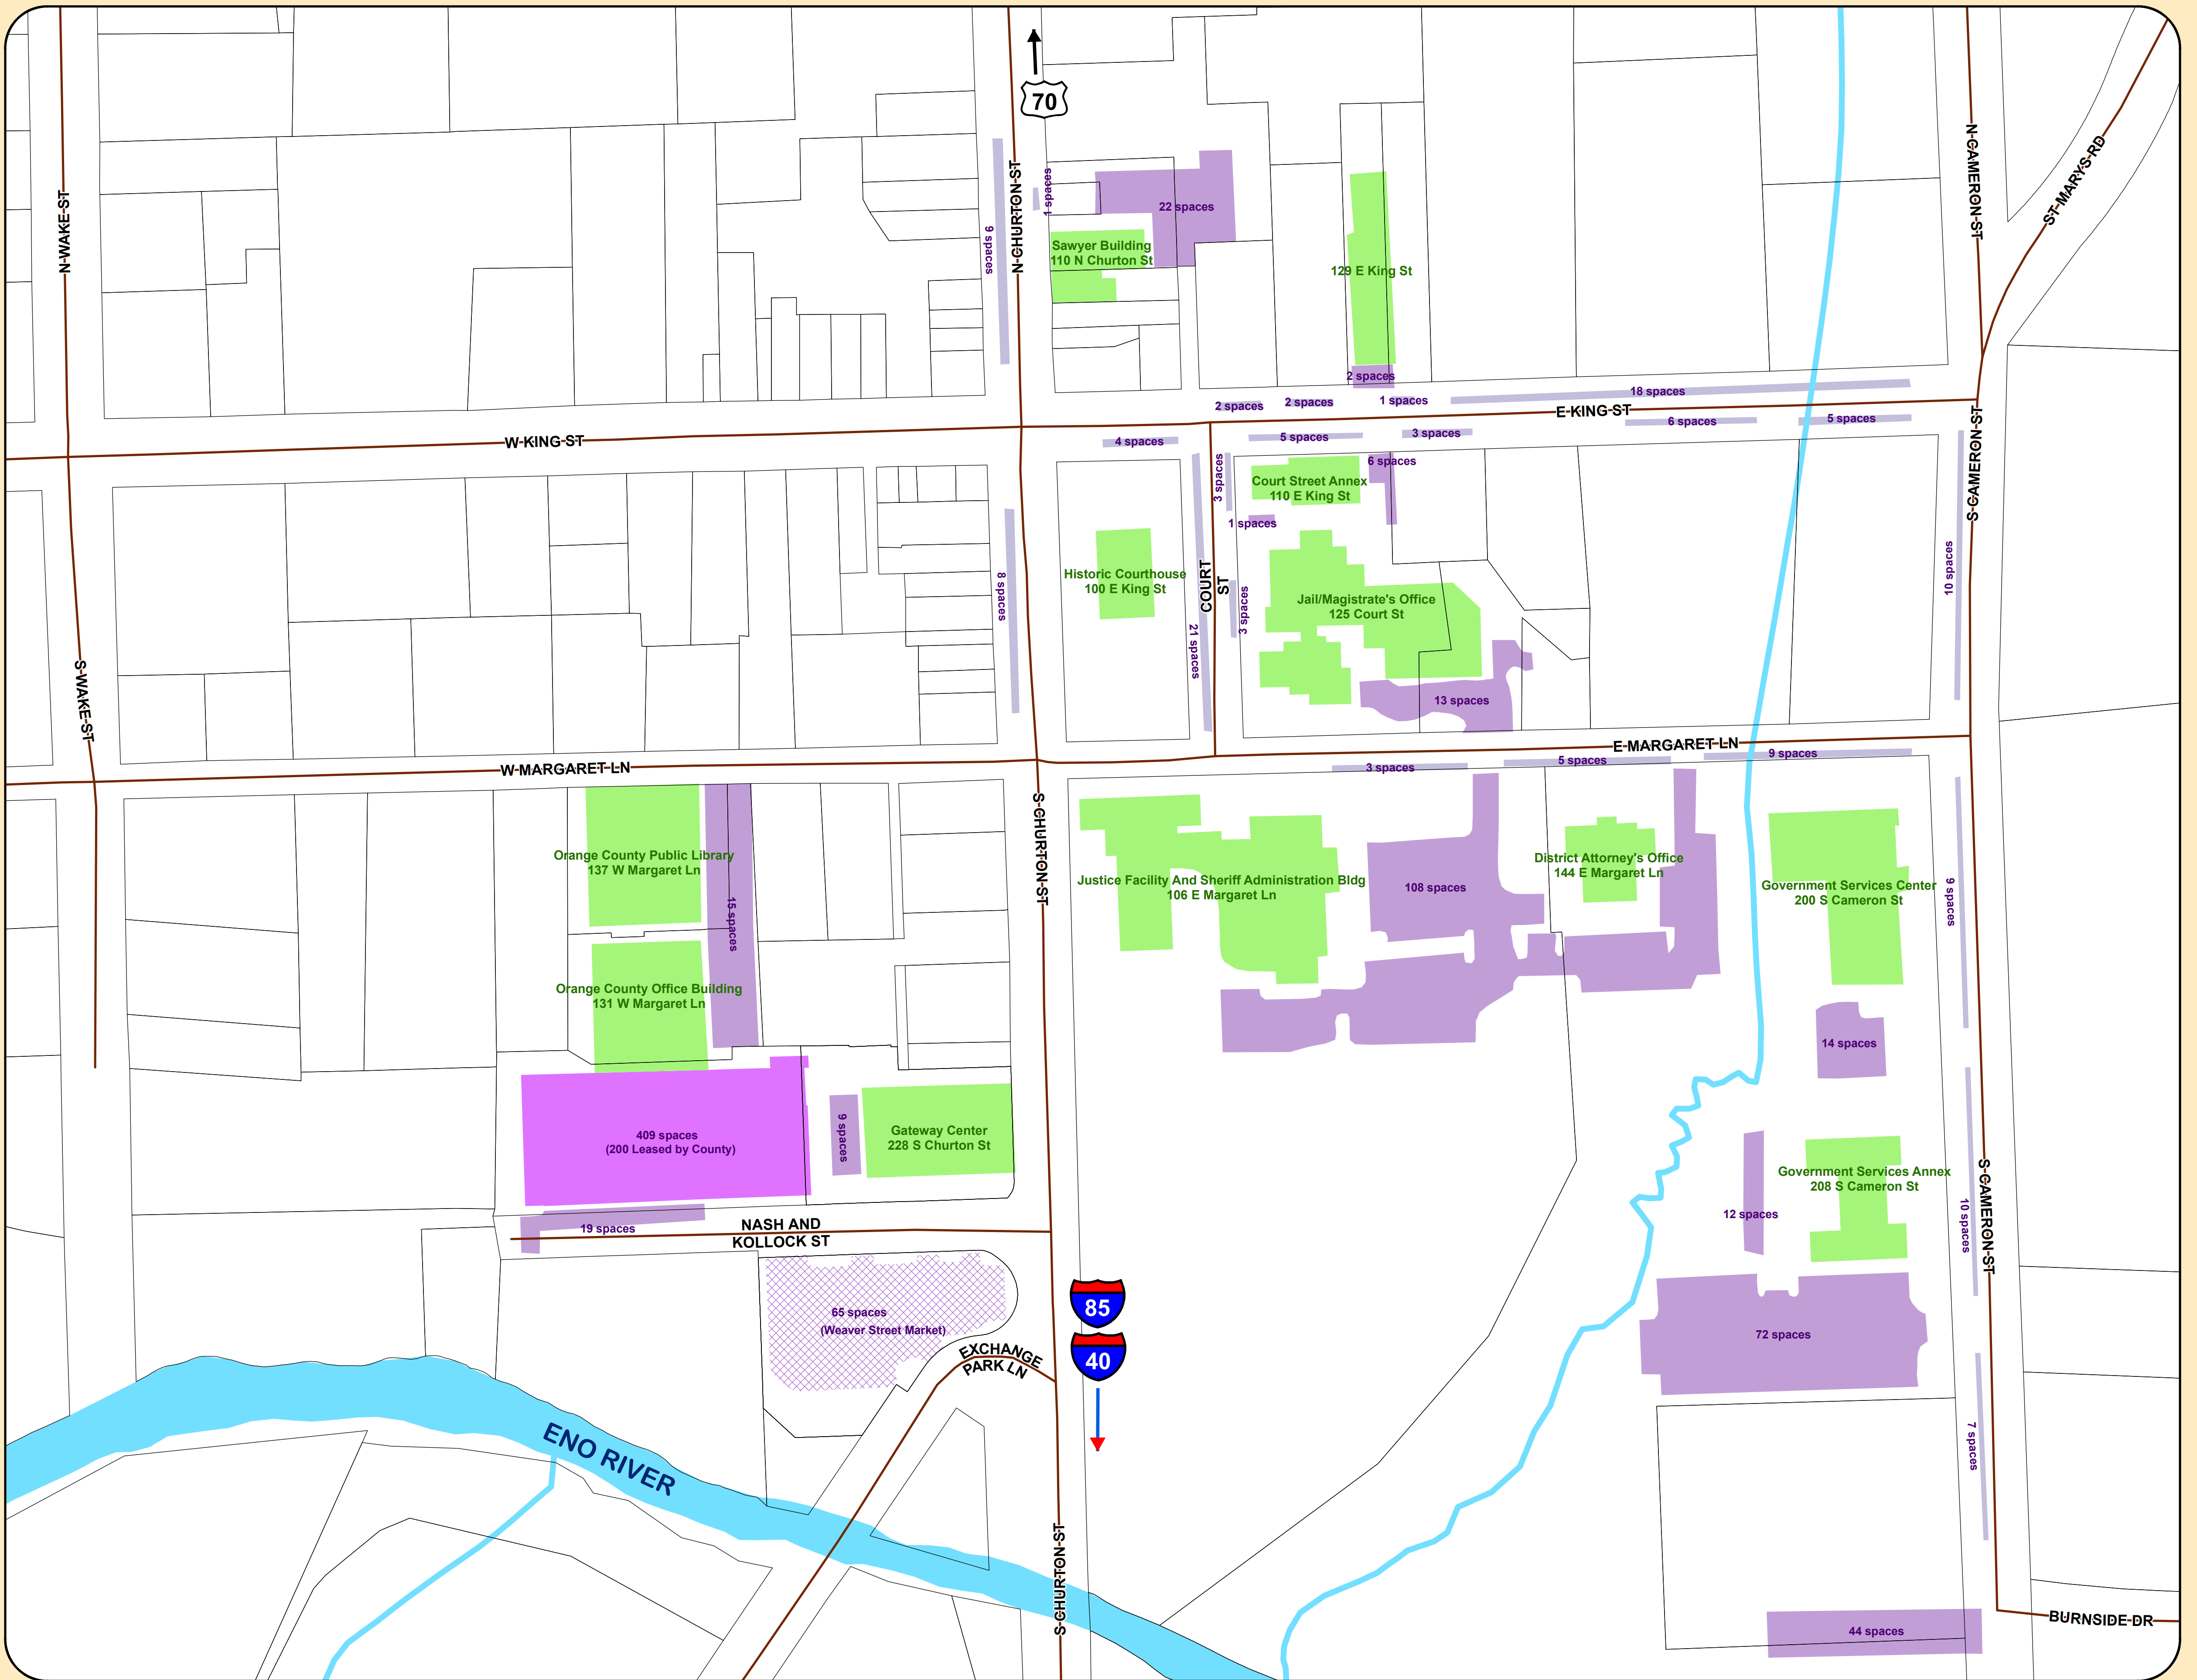 70
N WAKE ST
N CHURTON ST
N CAMERON ST
ST MARYS RD
1 spaces
9 spaces
22 spaces
Sawyer Building
110 N Churton St
129 E King St
2 spaces
18 spaces
2 spaces
2 spaces
1 spaces
E KING ST
W KING ST
4 spaces
5 spaces
3 spaces
6 spaces
5 spaces
S CAMERON ST
3 spaces
6 spaces
Court Street Annex
110 E King St
1 spaces
10 spaces
8 spaces
Historic Courthouse
100 E King St
COURT
ST
3 spaces
21 spaces
Jail/Magistrate's Office
125 Court St
13 spaces
S WAKE ST
W MARGARET LN
E MARGARET LN
3 spaces
5 spaces
9 spaces
S CHURTON ST
Orange County Public Library
137 W Margaret Ln
15 spaces
Justice Facility And Sheriff Administration Bldg
106 E Margaret Ln
108 spaces
District Attorney's Office
144 E Margaret Ln
Government Services Center
200 S Cameron St
9 spaces
Orange County Office Building
131 W Margaret Ln
14 spaces
409 spaces
(200 Leased by County)
9 spaces
Gateway Center
228 S Churton St
Government Services Annex
208 S Cameron St
12 spaces
10 spaces
S CAMERON ST
19 spaces
NASH AND
KOLLOCK ST
65 spaces
(Weaver Street Market)
85
40
EXCHANGE
PARK LN
72 spaces
7 spaces
ENO RIVER
S CHURTON ST
44 spaces
BURNSIDE DR